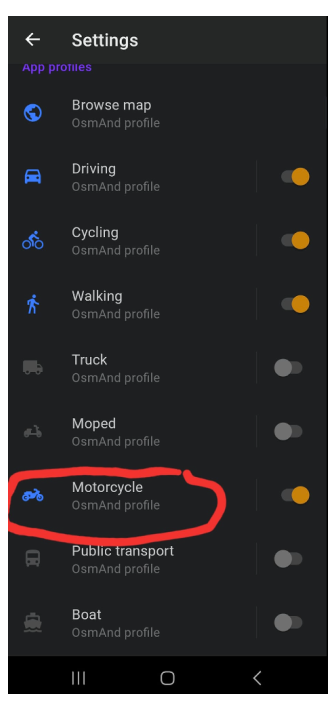 Settings
App profiles
Browse map
OsmAnd profile
Driving
OsmAnd profile
Cycling
OsmAnd profile
Walking
OsmAnd profile
Truck
OsmAnd profile
Moped
OsmAnd profile
Motorcycle
OsmAnd profile
Public transport
OsmAnd profile
Boat
OsmAnd profile